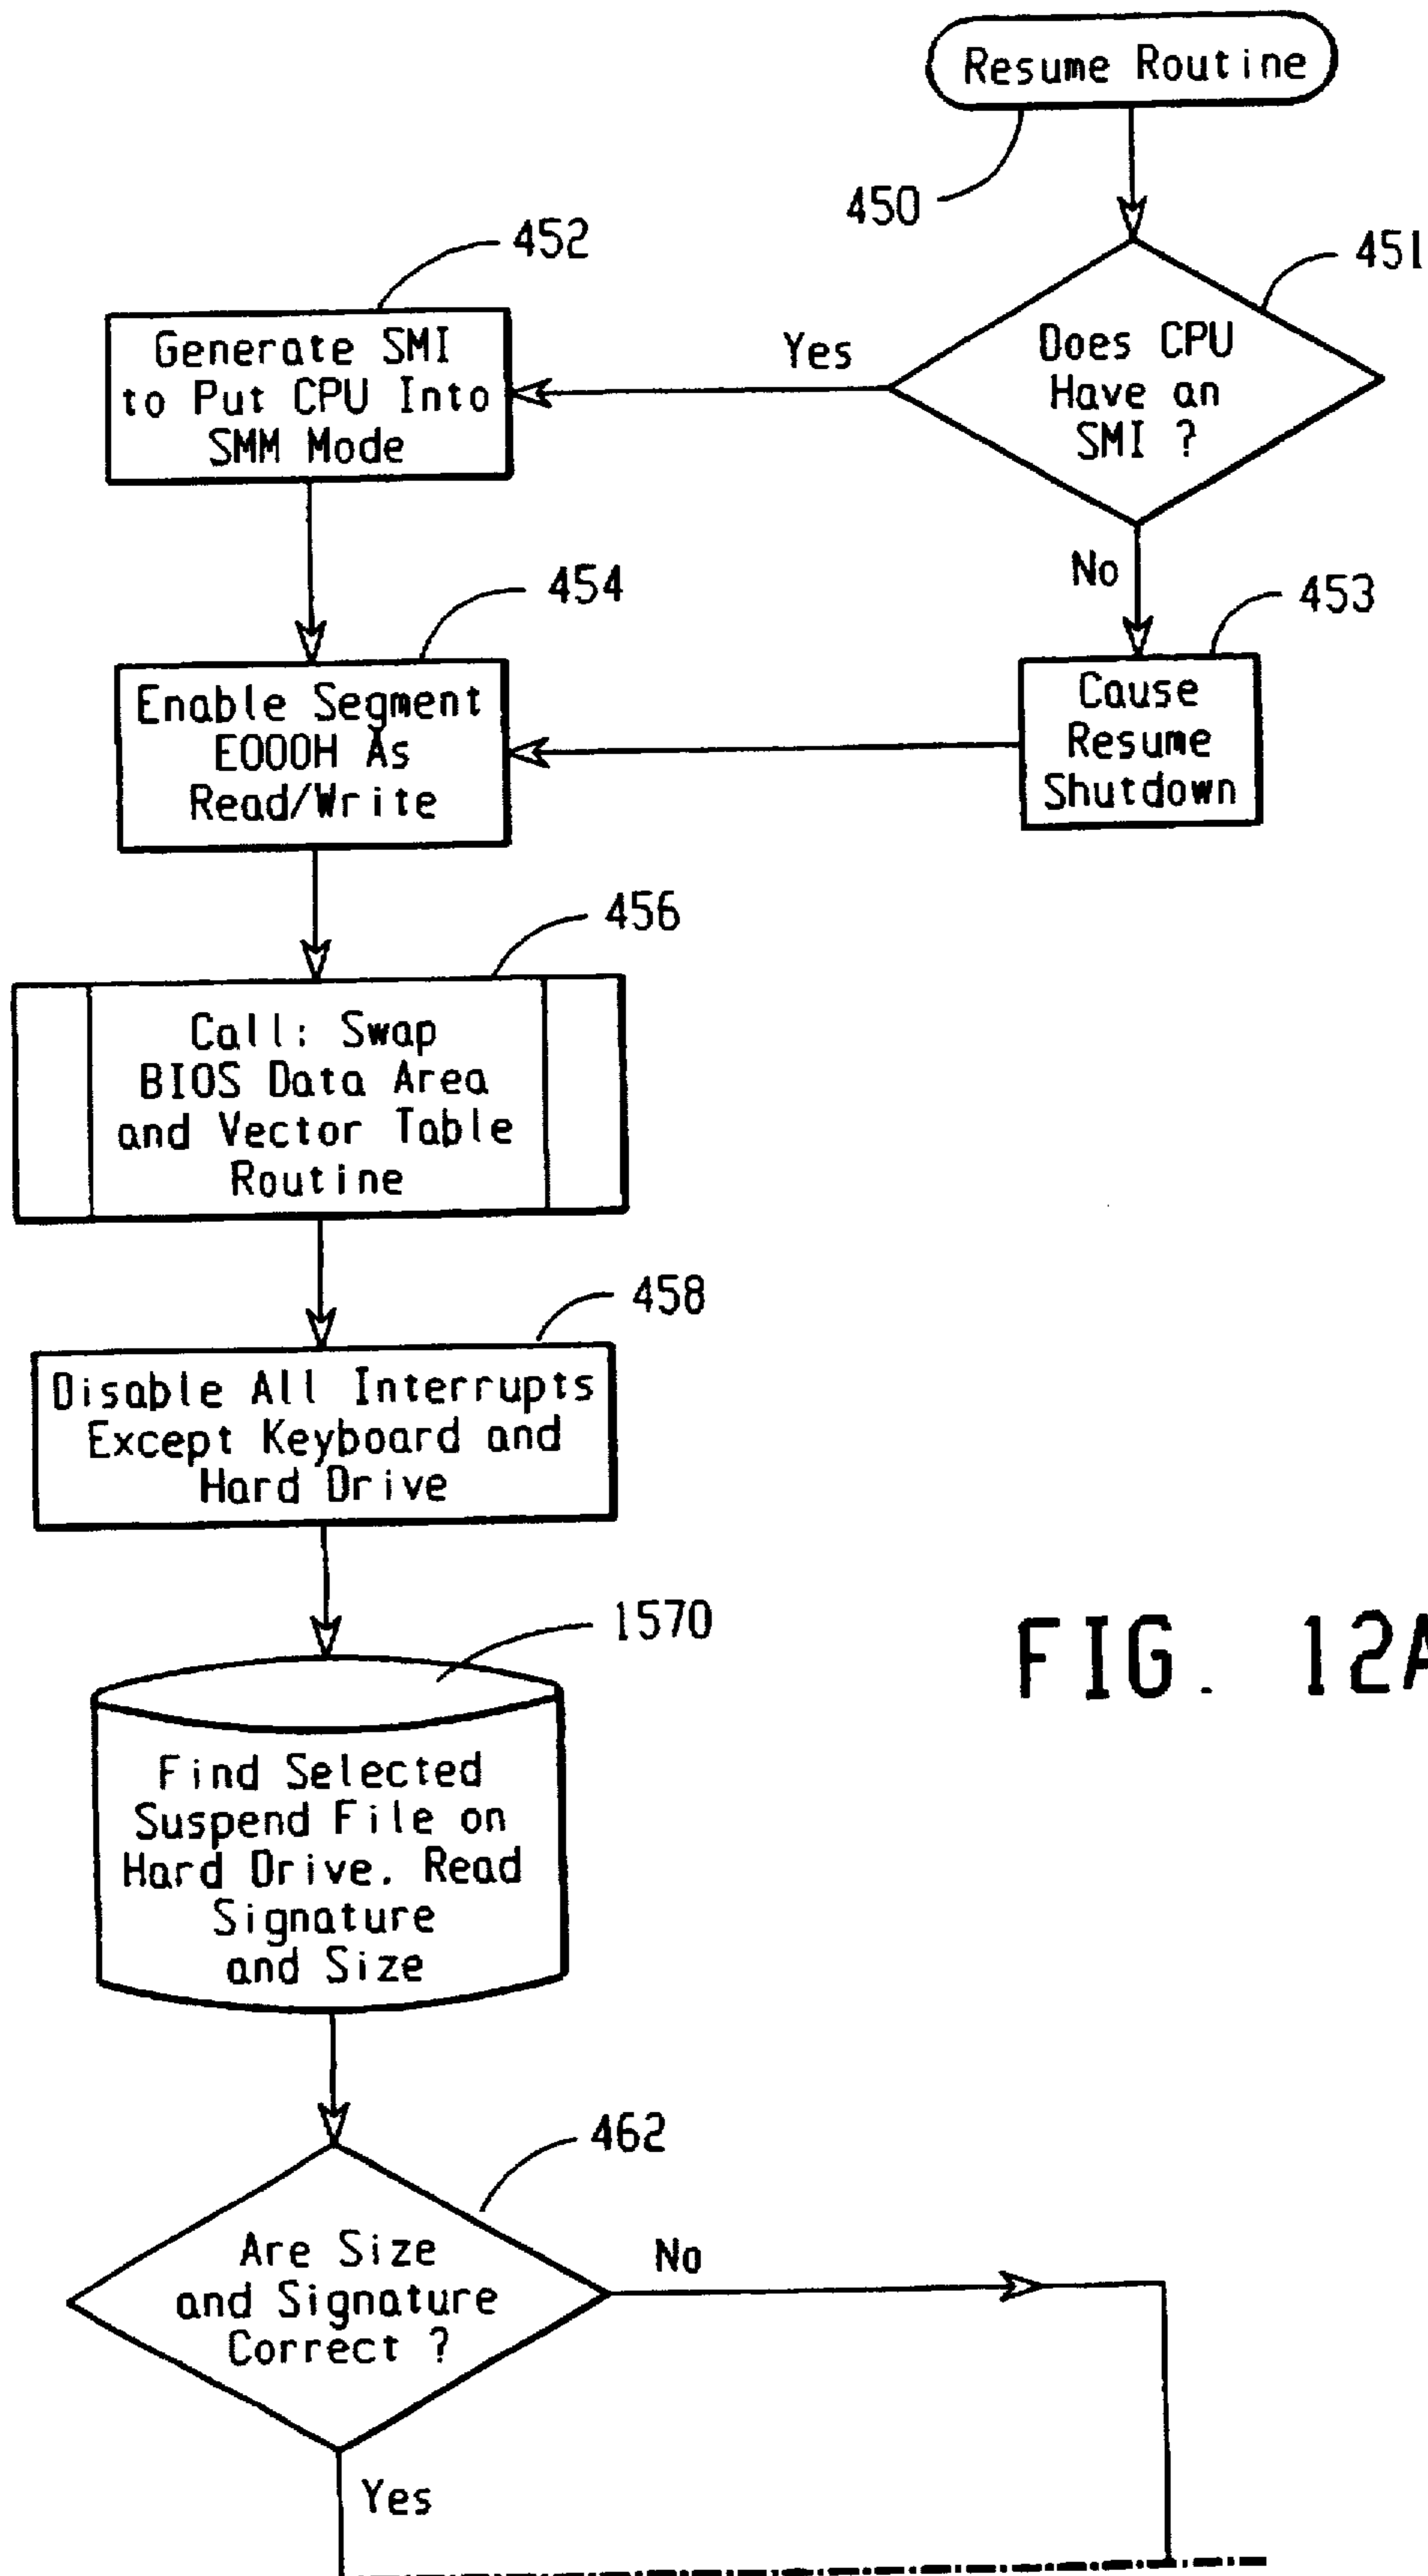 Resume Routine
450
451
Does CPU
Have an
SMI ?
Yes
No
452
Generate SMI
to Put CPU Into
SMM Mode
453
Cause
Resume
Shutdown
454
Enable Segment
E000H As
Read/Write
456
Call: Swap
BIOS Data Area
and Vector Table
Routine
458
Disable All Interrupts
Except Keyboard and
Hard Drive
1570
Find Selected
Suspend File on
Hard Drive. Read
Signature
and Size
FIG. 12A
462
Are Size
and Signature
Correct ?
No
Yes